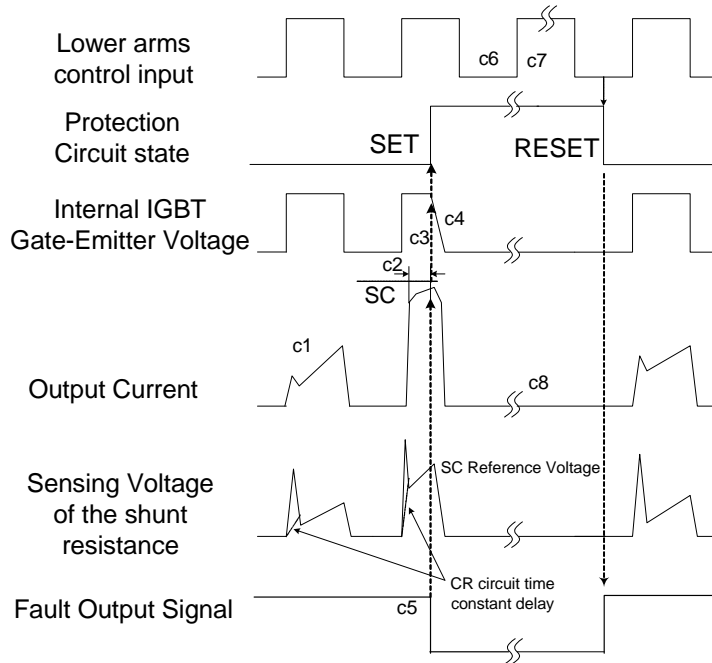 Lower arms
control input
c6
c7
Protection
Circuit state
SET
RESET
Internal IGBT
Gate-Emitter Voltage
c3
c4
c2
SC
c1
Output Current
c8
Sensing Voltage
of the shunt
resistance
SC Reference Voltage
CR circuit time
constant delay
Fault Output Signal
c5